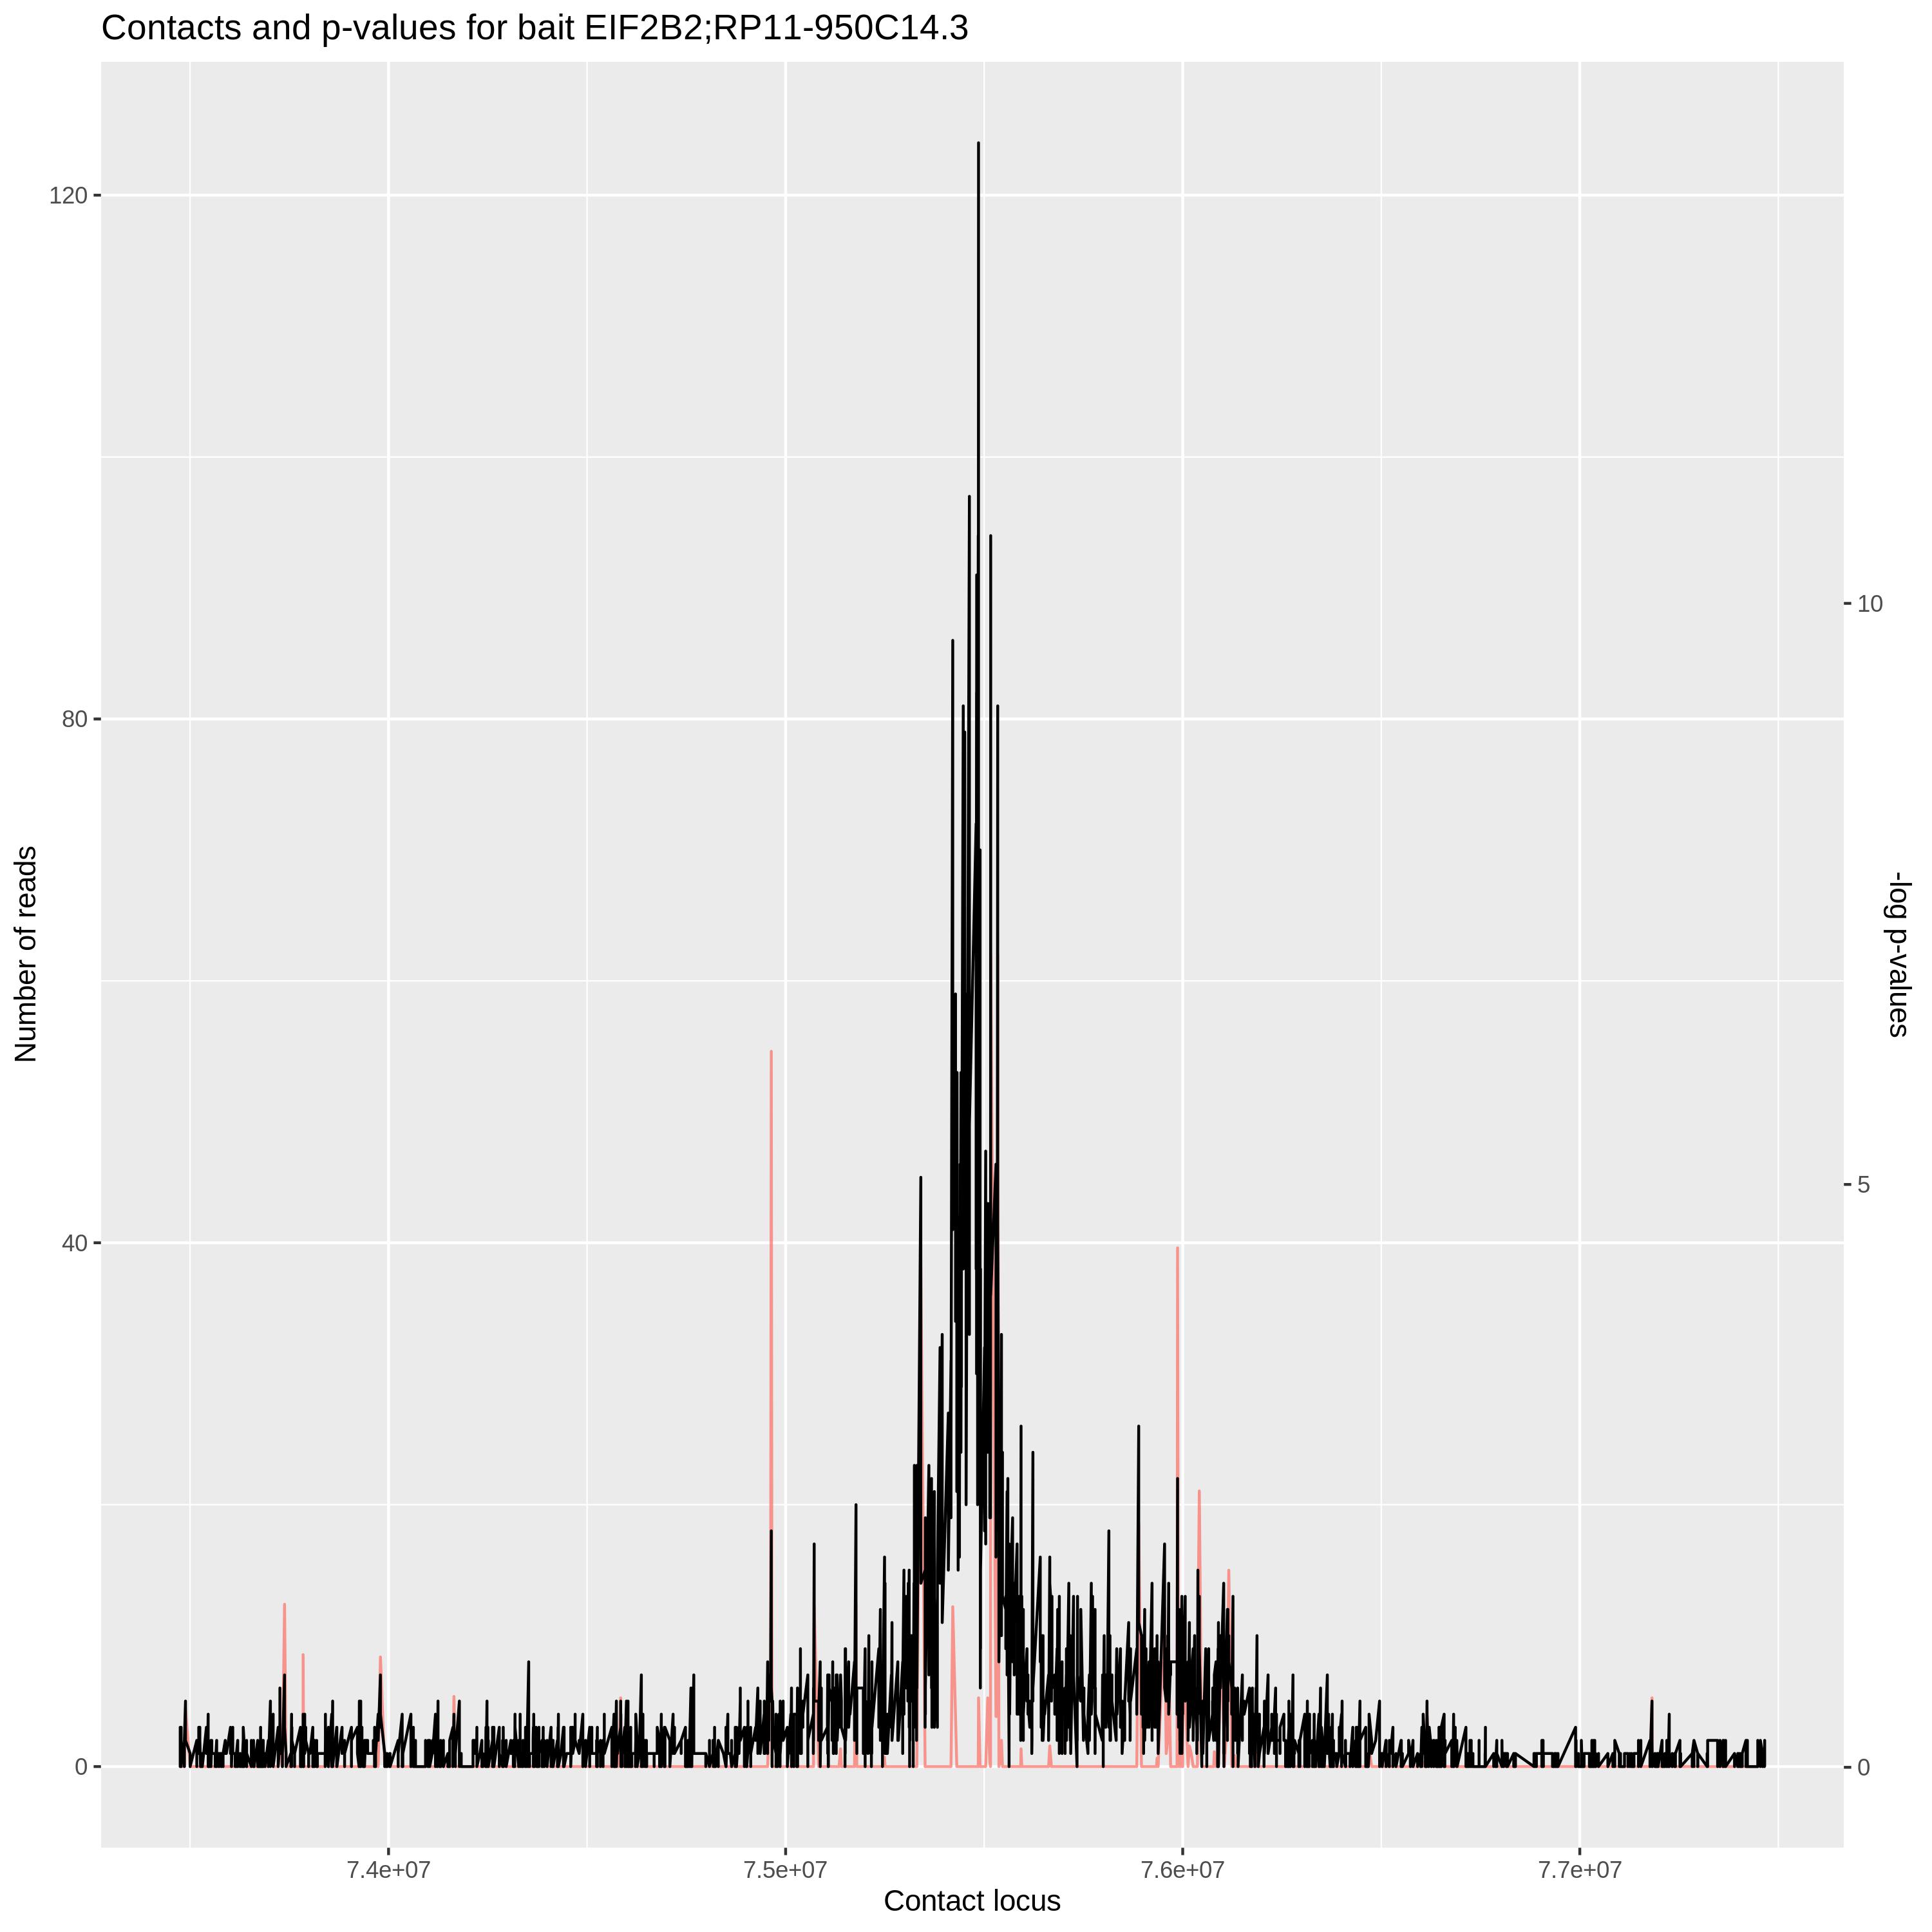 Contacts and p-values for bait EIF2B2;RP11-950C14.3
120
80
40
0
Number of reads
10
5
0
-log p-values
7.4e+07
7.5e+07
7.6e+07
7.7e+07
Contact locus